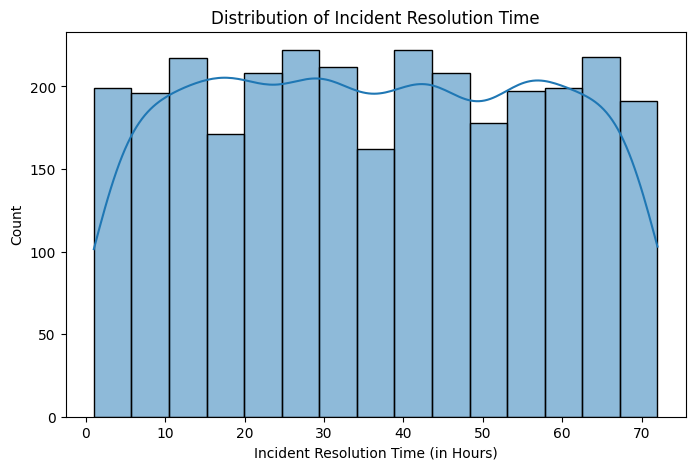 Distribution of Incident Resolution Time
Count
200
150
100
50
0
0 10 20 30 40 50 60 70
Incident Resolution Time (in Hours)